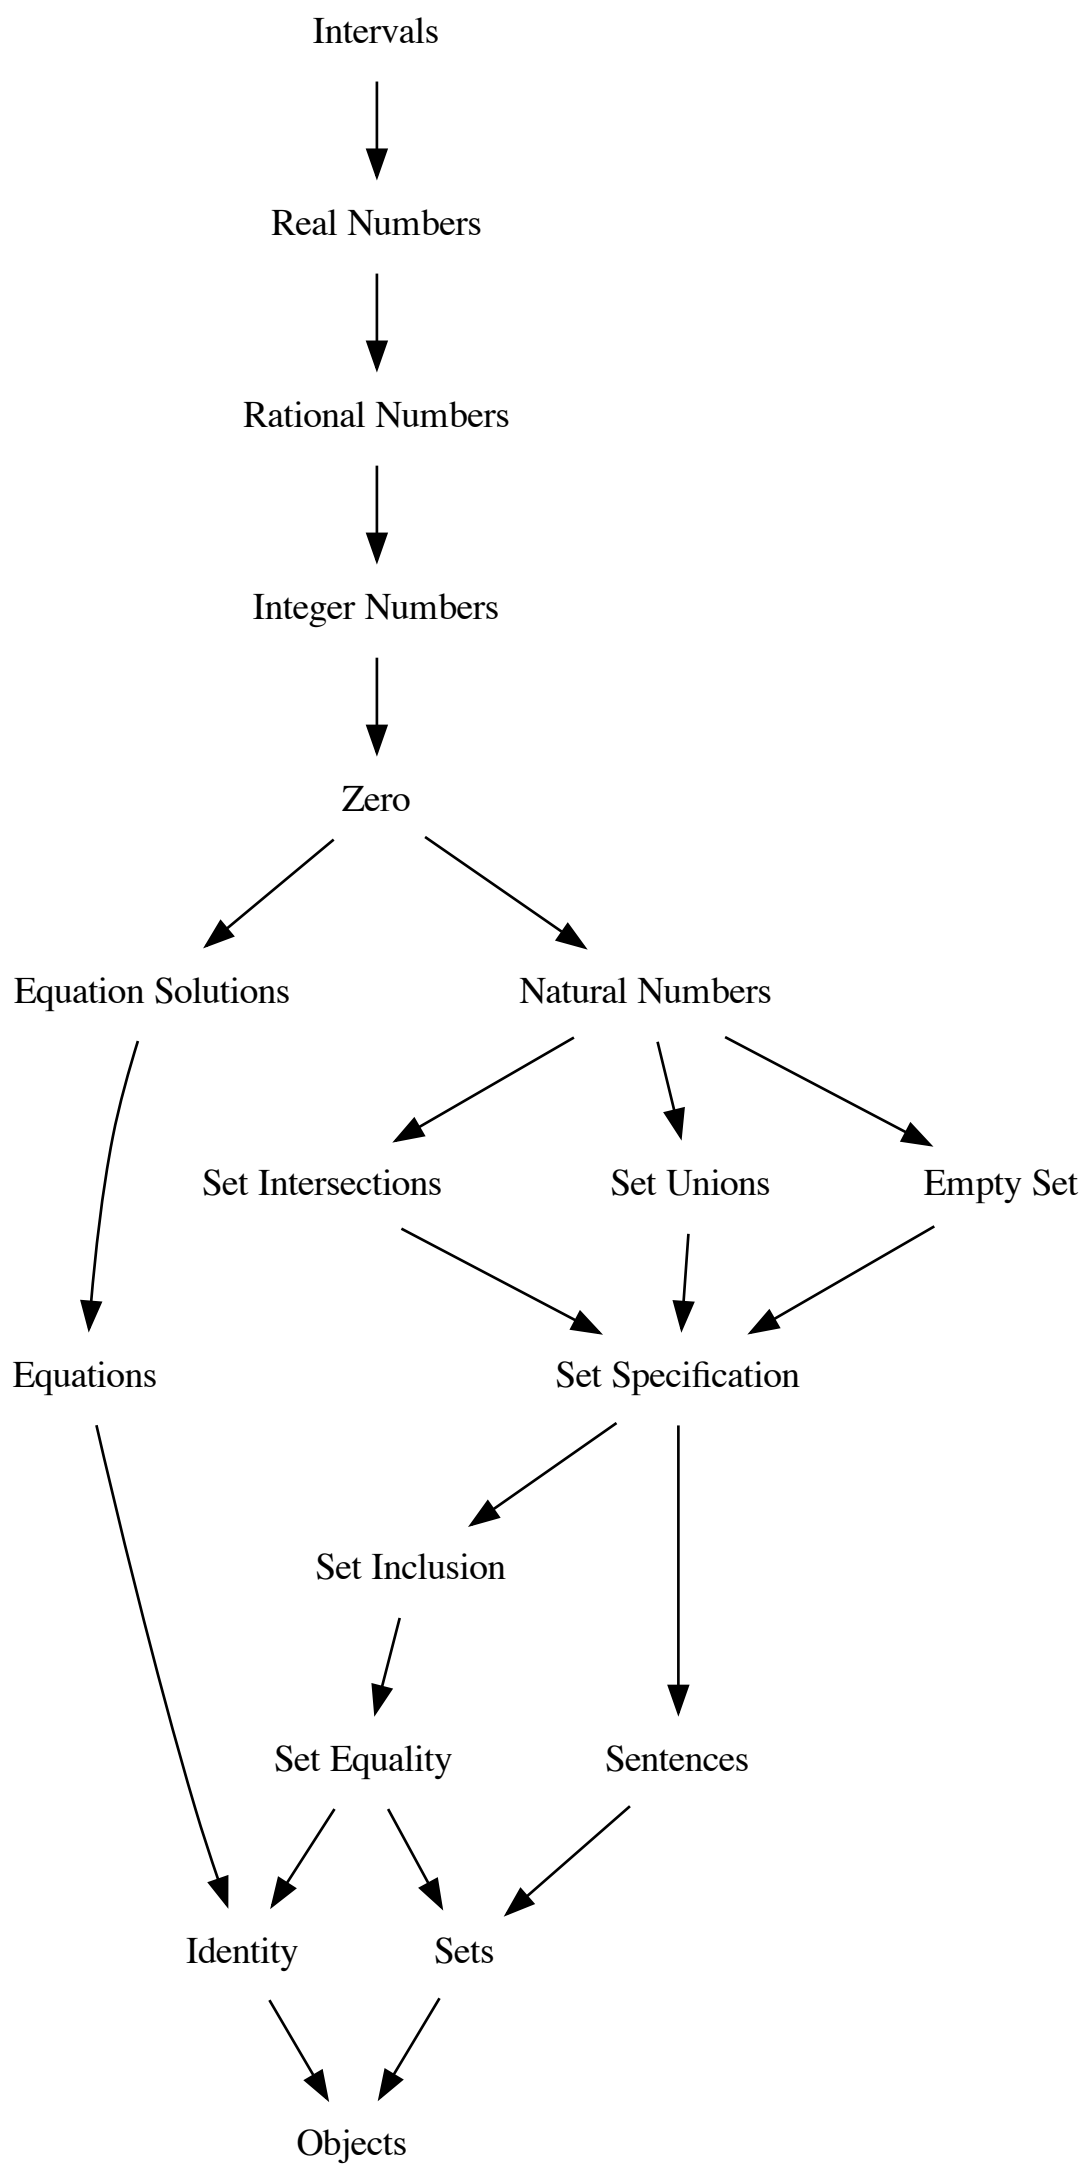 Intervals
Real Numbers
Rational Numbers
Integer Numbers
Zero
Equation Solutions
Natural Numbers
Set Intersections
Set Unions
Empty Set
Equations
Set Specification
Set Inclusion
Set Equality
Sentences
Identity
Sets
Objects